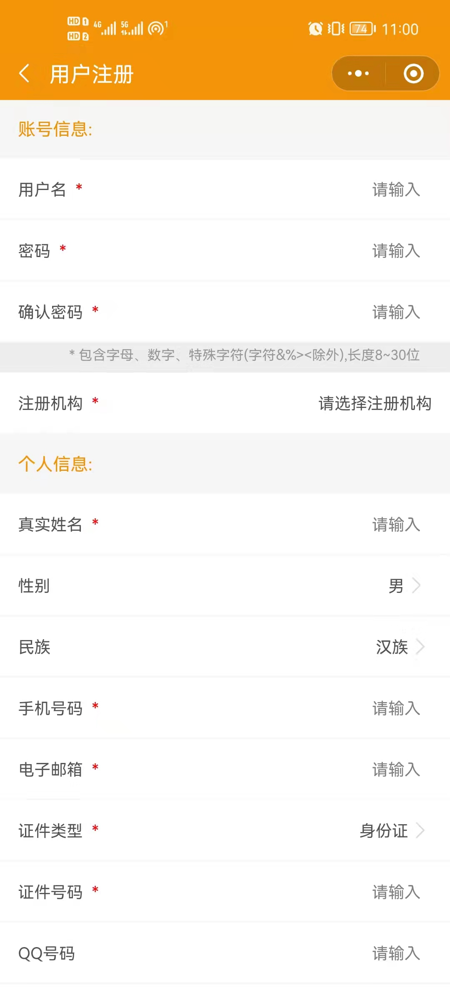 HD 1 4G 5G 1 74 11:00
HD 2
用户注册
账号信息:
用户名 * 请输入
密码 * 请输入
确认密码 * 请输入
* 包含字母、数字、特殊字符(字符&%><除外),长度8~30位
注册机构 * 请选择注册机构
个人信息:
真实姓名 * 请输入
性别 男
民族 汉族
手机号码 * 请输入
电子邮箱 * 请输入
证件类型 * 身份证
证件号码 * 请输入
QQ号码 请输入